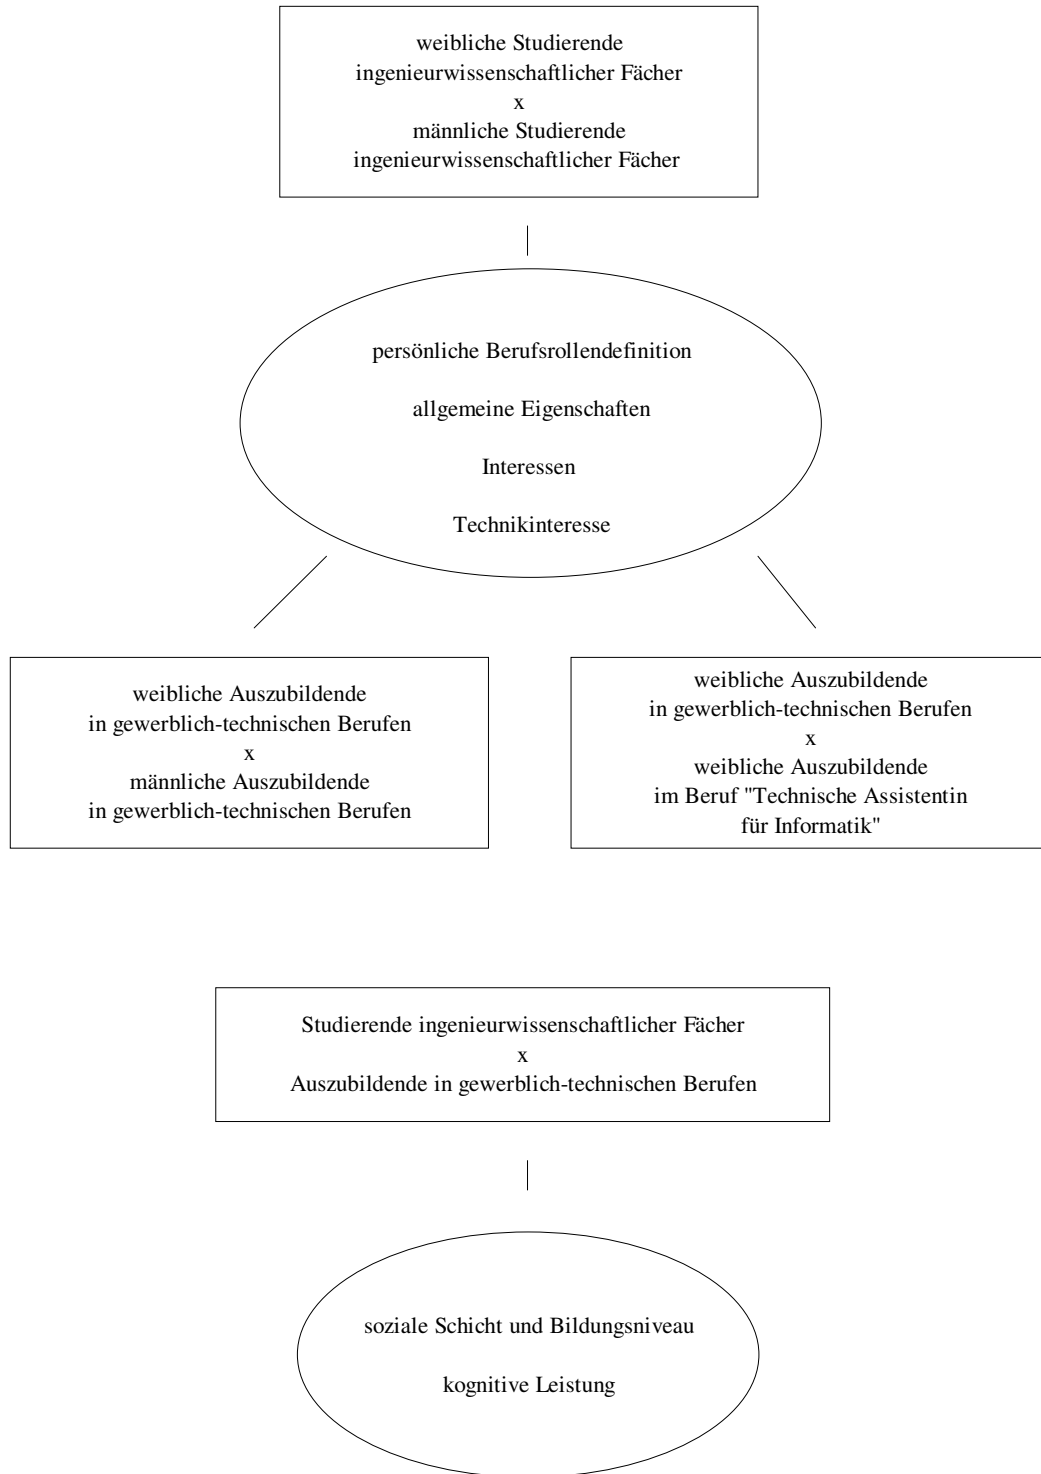 weibliche Studierende
ingenieurwissenschaftlicher Fächer
x
männliche Studierende
ingenieurwissenschaftlicher Fächer
persönliche Berufsrollendefinition
allgemeine Eigenschaften
Interessen
Technikinteresse
weibliche Auszubildende
in gewerblich-technischen Berufen
x
männliche Auszubildende
in gewerblich-technischen Berufen
weibliche Auszubildende
in gewerblich-technischen Berufen
x
weibliche Auszubildende
im Beruf "Technische Assistentin
für Informatik"
Studierende ingenieurwissenschaftlicher Fächer
x
Auszubildende in gewerblich-technischen Berufen
soziale Schicht und Bildungsniveau
kognitive Leistung